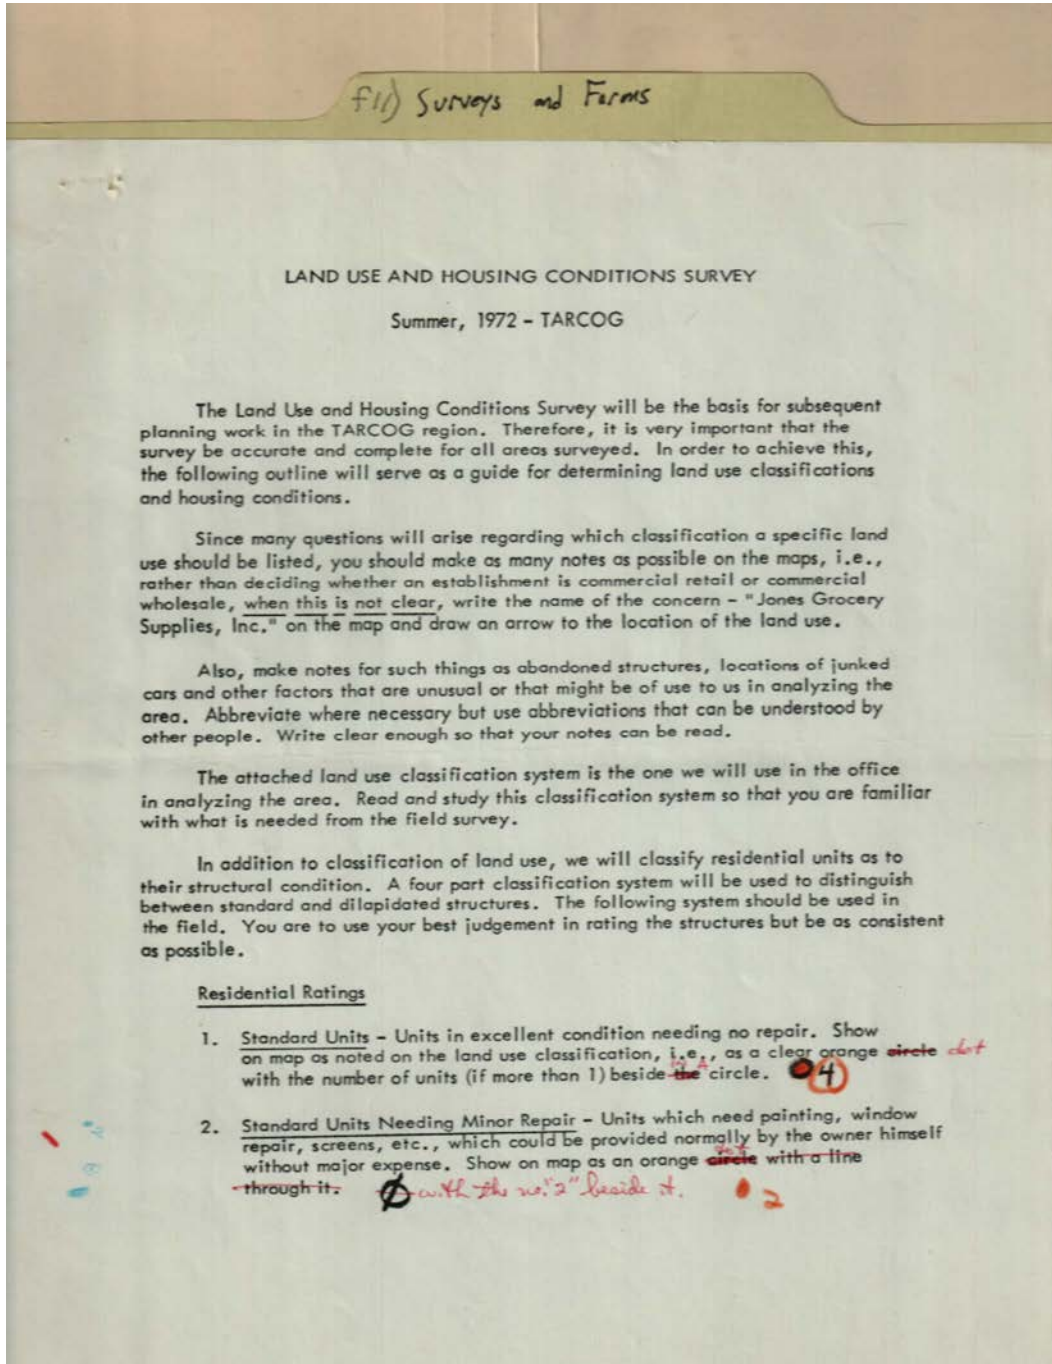 f11) Surveys and Forms
LAND USE AND HOUSING CONDITIONS SURVEY
Summer, 1972 - TARCOG
The Land Use and Housing Conditions Survey will be the basis for subsequent
planning work in the TARCOG region. Therefore, it is very important that the
survey be accurate and complete for all areas surveyed. In order to achieve this,
the following outline will serve as a guide for determining land use classifications
and housing conditions.
Since many questions will arise regarding which classification a specific land
use should be listed, you should make as many notes as possible on the maps, i.e.,
rather than deciding whether an establishment is commercial retail or commercial
wholesale, when this is not clear, write the name of the concern - "Jones Grocery
Supplies, Inc." on the map and draw an arrow to the location of the land use.
Also, make notes for such things as abandoned structures, locations of junked
cars and other factors that are unusual or that might be of use to us in analyzing the
area. Abbreviate where necessary but use abbreviations that can be understood by
other people. Write clear enough so that your notes can be read.
The attached land use classification system is the one we will use in the office
in analyzing the area. Read and study this classification system so that you are familiar
with what is needed from the field survey.
In addition to classification of land use, we will classify residential units as to
their structural condition. A four part classification system will be used to distinguish
between standard and dilapidated structures. The following system should be used in
the field. You are to use your best judgement in rating the structures but be as consistent
as possible.
Residential Ratings
1. Standard Units - Units in excellent condition needing no repair. Show
on map as noted on the land use classification, i.e., as a clear orange circle dot
with the number of units (if more than 1) beside the circle. 4
2. Standard Units Needing Minor Repair - Units which need painting, window
repair, screens, etc., which could be provided normally by the owner himself
without major expense. Show on map as an orange circle with a line
through it. with the no. "2" beside it. 2